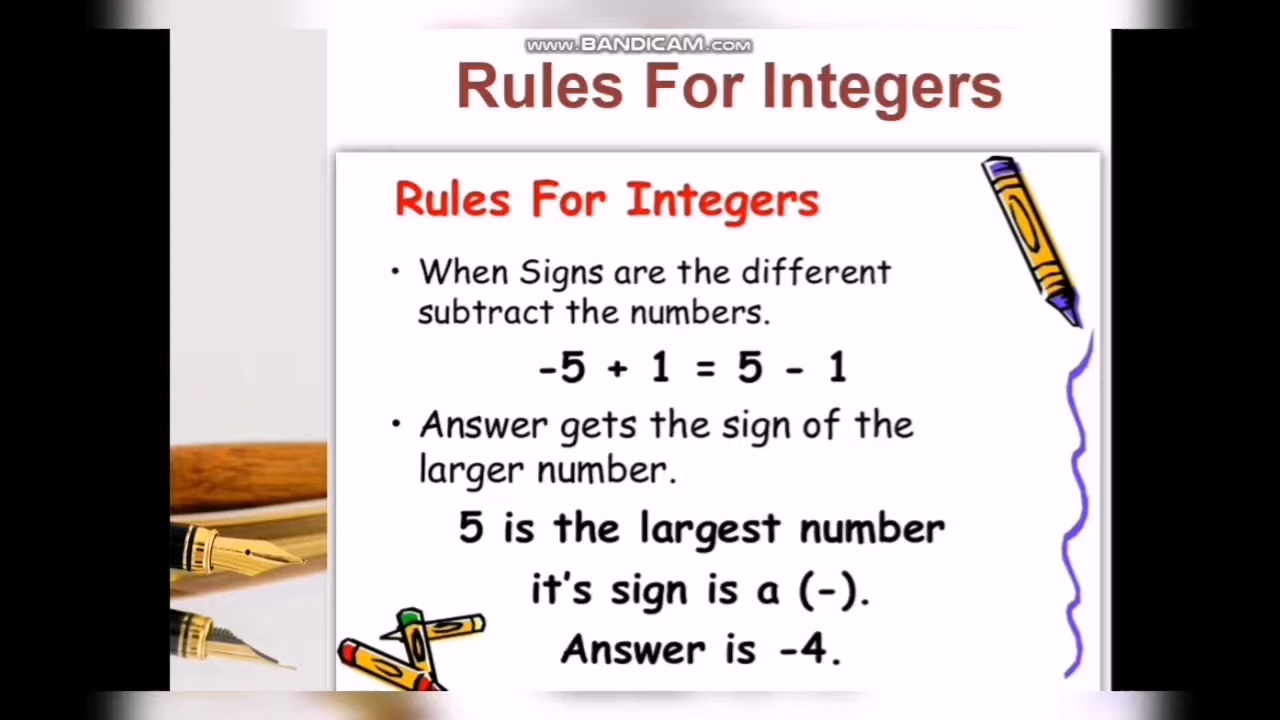 www.BANDICAM.com
Rules For Integers
Rules For Integers
• When Signs are the different
subtract the numbers.
-5 + 1 = 5 - 1
• Answer gets the sign of the
larger number.
5 is the largest number
it's sign is a (-).
Answer is -4.